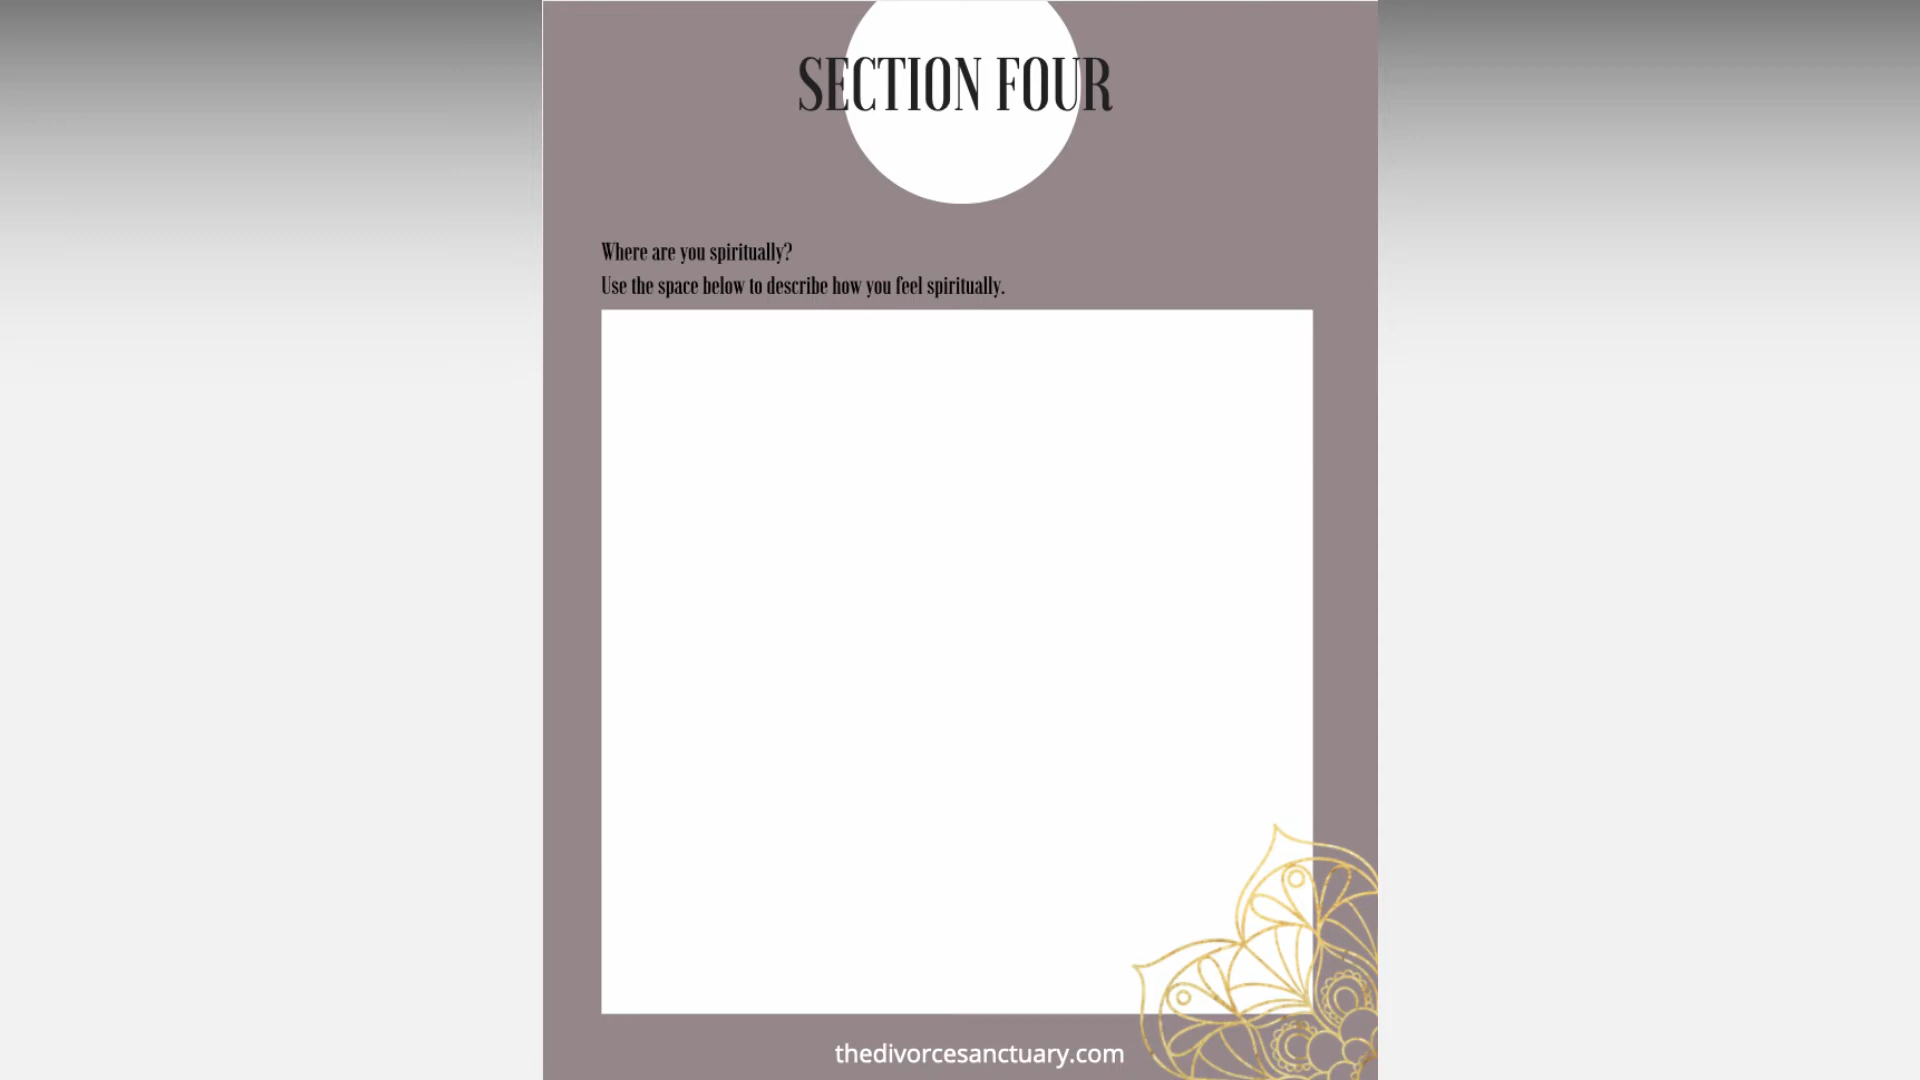 SECTION FOUR
Where are you spiritually?
Use the space below to describe how you feel spiritually.
thedivorcesanctuary.com